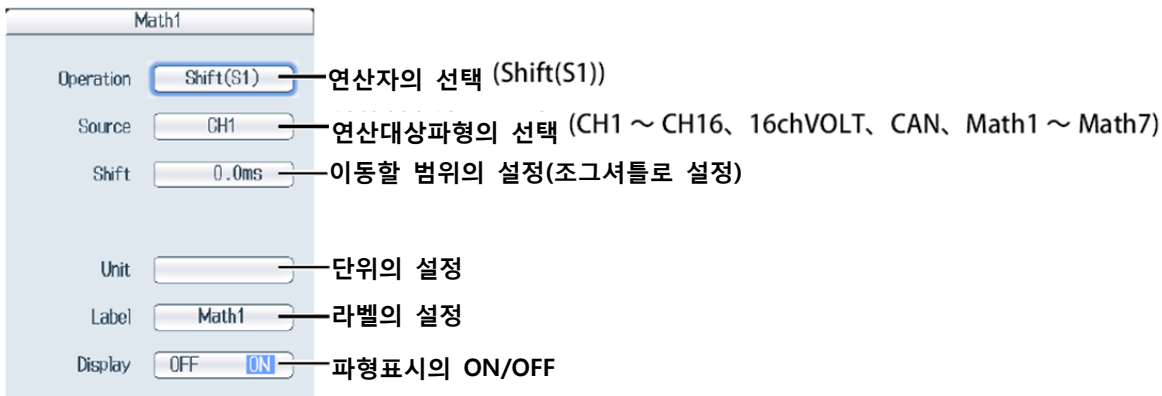 Math1
Operation Shift(S1) 연산자의 선택 (Shift(S1))
Source CH1 연산대상파형의 선택 (CH1 ～ CH16、16chVOLT、CAN、Math1 ～ Math7)
Shift 0.0ms 이동할 범위의 설정(조그셔틀로 설정)
Unit 단위의 설정
Label Math1 라벨의 설정
Display OFF ON 파형표시의 ON/OFF